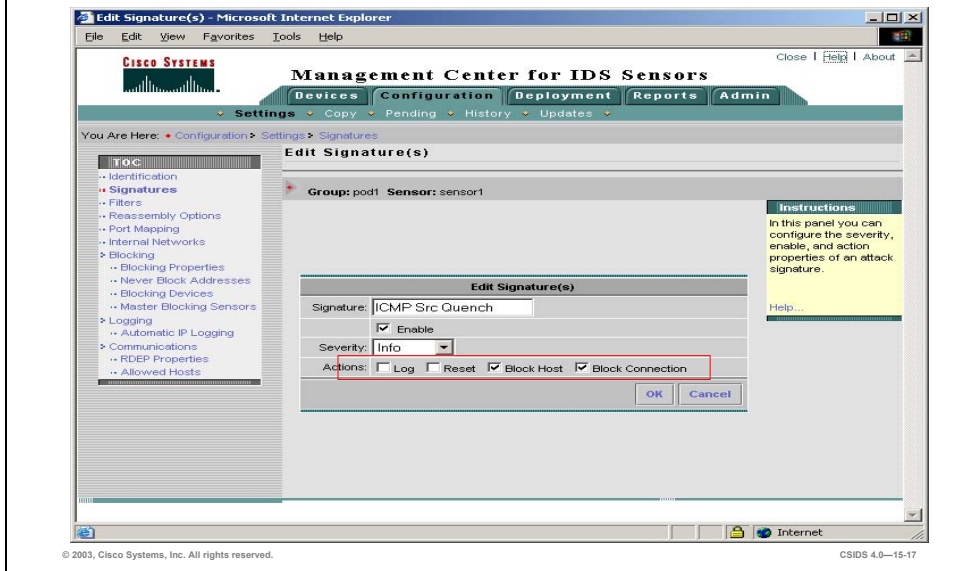 Edit Signature(s) - Microsoft Internet Explorer
File Edit View Favorites Tools Help
Close | Help | About
CISCO SYSTEMS
Management Center for IDS Sensors
Devices Configuration Deployment Reports Admin
Settings Copy Pending History Updates
You Are Here: Configuration > Settings > Signatures
TOC
Identification
Signatures
Filters
Reassembly Options
Port Mapping
Internal Networks
Blocking
Blocking Properties
Never Block Addresses
Blocking Devices
Master Blocking Sensors
Logging
Automatic IP Logging
Communications
RDEP Properties
Allowed Hosts
Edit Signature(s)
Group: pod1 Sensor: sensor1
Edit Signature(s)
Signature: ICMP Src Quench
Enable
Severity: Info
Actions: Log Reset Block Host Block Connection
OK Cancel
Instructions
In this panel you can
configure the severity,
enable, and action
properties of an attack
signature.
Help...
Internet
© 2003, Cisco Systems, Inc. All rights reserved.
CSIDS 4.0—15-17